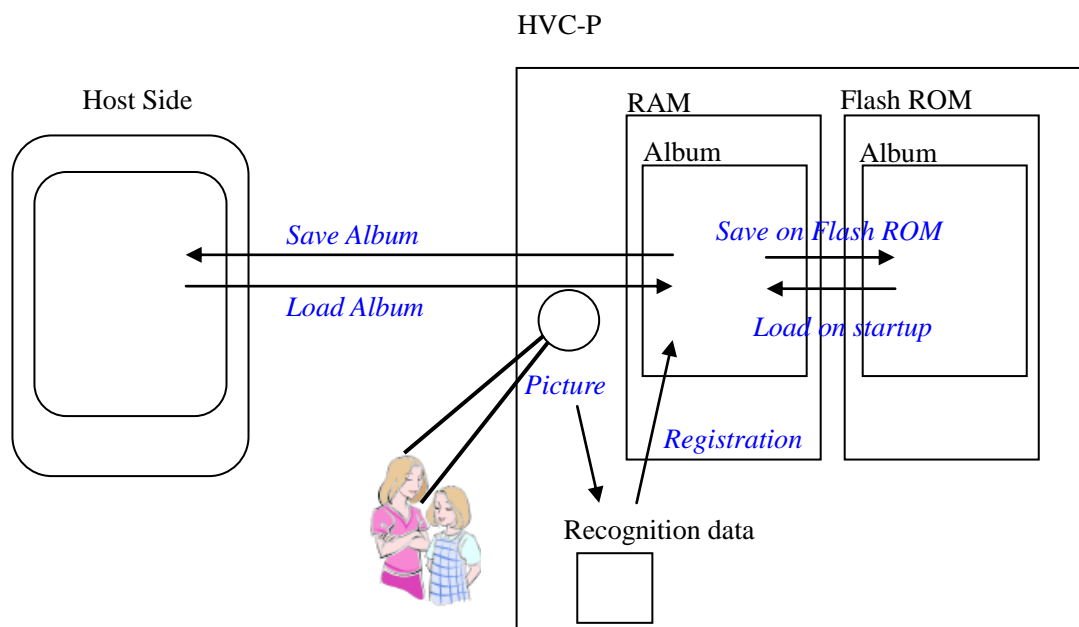 HVC-P
Host Side
RAM
Flash ROM
Album
Album
Save Album
Save on Flash ROM
Load Album
Load on startup
Picture
Registration
Recognition data